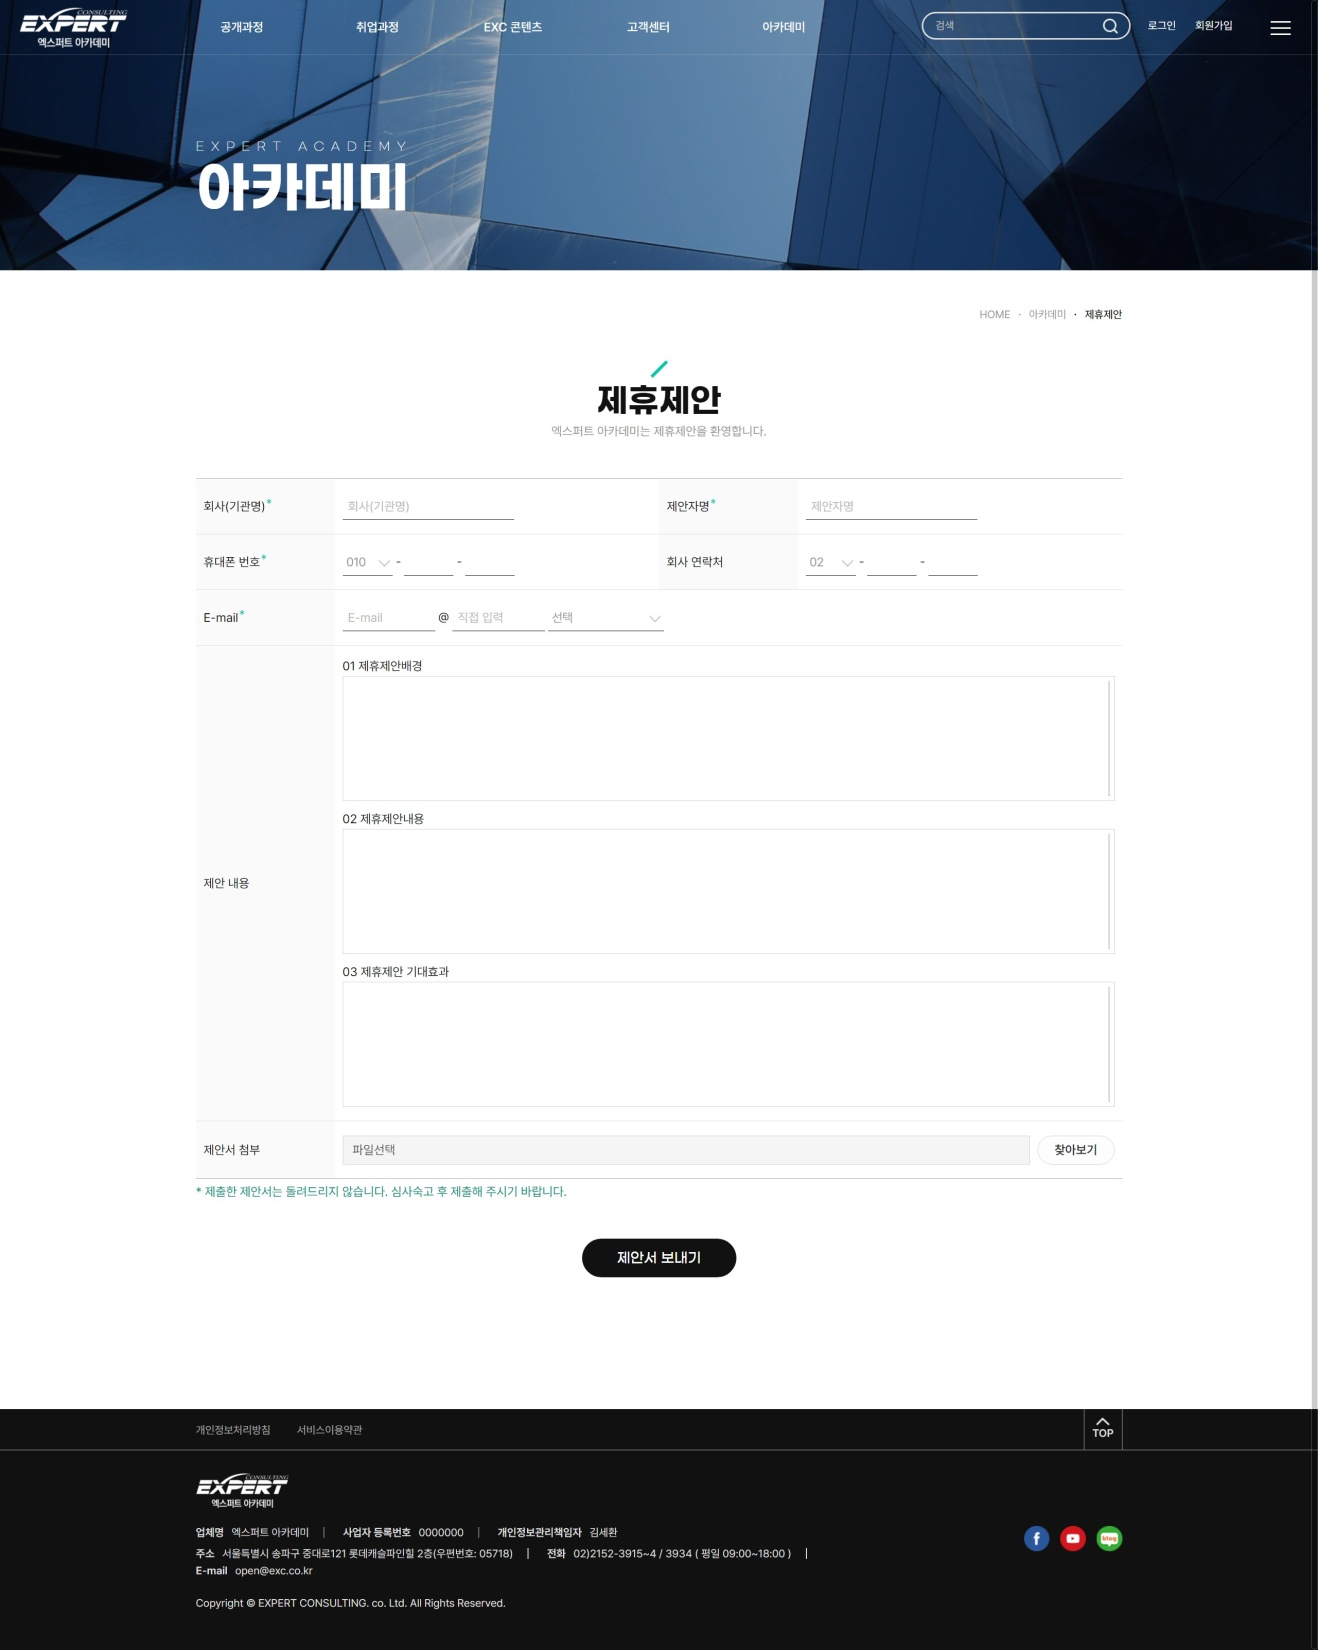 CONSULTING
EXPERT
엑스퍼트 아카데미
공개과정 취업과정 EXC 콘텐츠 고객센터 아카데미
검색
로그인 회원가입
EXPERT ACADEMY
아카데미
HOME · 아카데미 · 제휴제안
제휴제안
엑스퍼트 아카데미는 제휴제안을 환영합니다.
회사(기관명)* 회사(기관명) 제안자명* 제안자명
휴대폰 번호* 010 - - 회사 연락처 02 - -
E-mail* E-mail @ 직접 입력 선택
01 제휴제안배경
02 제휴제안내용
제안 내용
03 제휴제안 기대효과
제안서 첨부 파일선택 찾아보기
* 제출한 제안서는 돌려드리지 않습니다. 심사숙고 후 제출해 주시기 바랍니다.
제안서 보내기
개인정보처리방침 서비스이용약관
TOP
CONSULTING
EXPERT
엑스퍼트 아카데미
업체명 엑스퍼트 아카데미 | 사업자 등록번호 0000000 | 개인정보관리책임자 김세환
주소 서울특별시 송파구 중대로121 롯데캐슬파인힐 2층(우편번호: 05718) | 전화 02)2152-3915~4 / 3934 ( 평일 09:00~18:00 ) |
E-mail open@exc.co.kr
f
blog
Copyright © EXPERT CONSULTING. co. Ltd. All Rights Reserved.